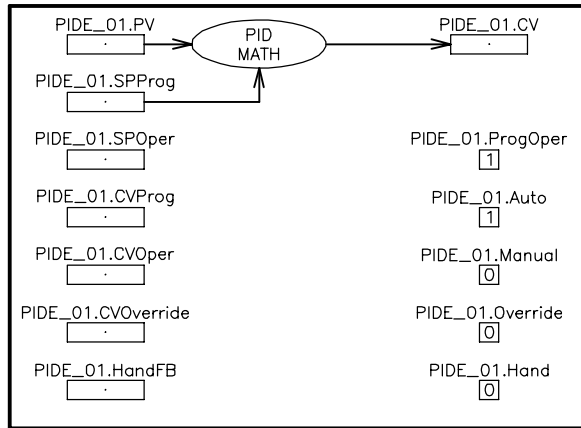 PIDE_01.PV
PID
MATH
PIDE_01.CV
PIDE_01.SPProg
PIDE_01.SPOper
PIDE_01.ProgOper
1
PIDE_01.CVProg
PIDE_01.Auto
1
PIDE_01.CVOper
PIDE_01.Manual
0
PIDE_01.CVOverride
PIDE_01.Override
0
PIDE_01.HandFB
PIDE_01.Hand
0